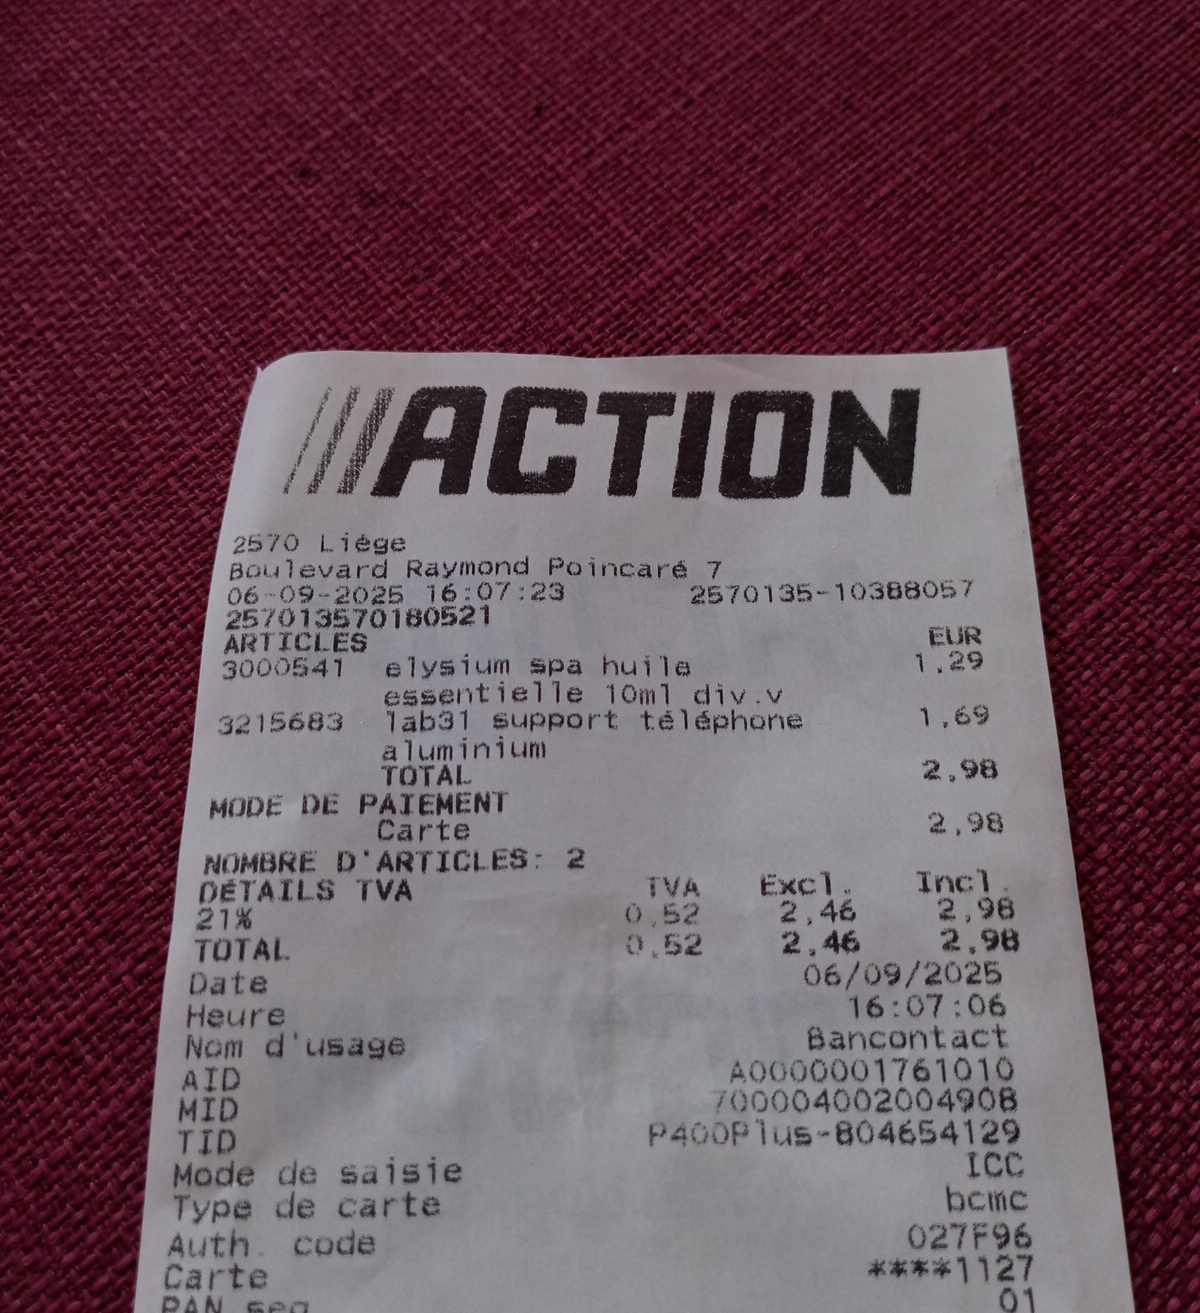 ACTION
2570 Liége
Boulevard Raymond Poincaré 7
06-09-2025 16:07:23 2570135-10388057
257013570180521
ARTICLES EUR
3000541 elysium spa huile 1,29
essentielle 10ml div.v
3215683 lab31 support téléphone 1,69
aluminium
TOTAL 2,98
MODE DE PAIEMENT
Carte 2,98
NOMBRE D'ARTICLES: 2
DÉTAILS TVA TVA Excl. Incl.
21% 0,52 2,46 2,98
TOTAL 0,52 2,46 2,98
Date 06/09/2025
Heure 16:07:06
Nom d'usage Bancontact
AID A0000001761010
MID 700004002004908
TID P400Plus-804654129
Mode de saisie ICC
Type de carte bcmc
Auth. code 027F96
Carte ****1127
PAN seq 01